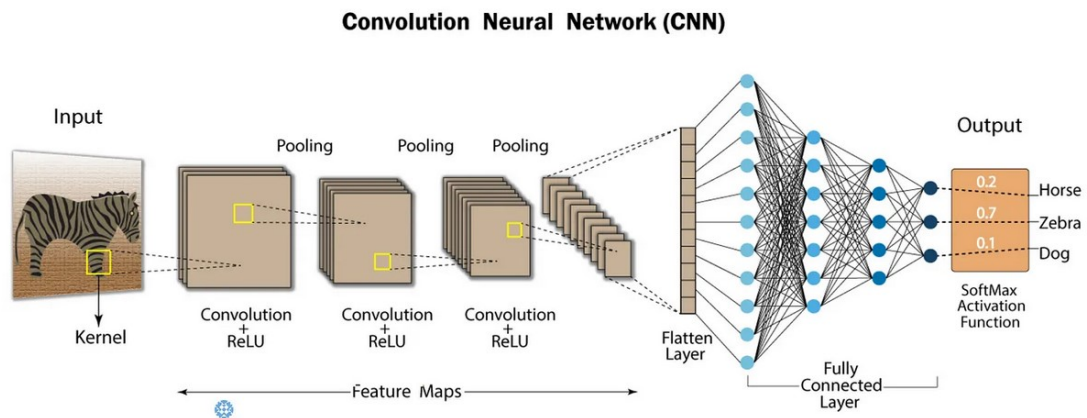 Convolution Neural Network (CNN)
Input
Kernel
Pooling
Pooling
Pooling
Convolution
+
ReLU
Convolution
+
ReLU
Convolution
+
ReLU
Feature Maps
Flatten
Layer
Fully
Connected
Layer
Output
0.2
Horse
0.7
Zebra
0.1
Dog
SoftMax
Activation
Function